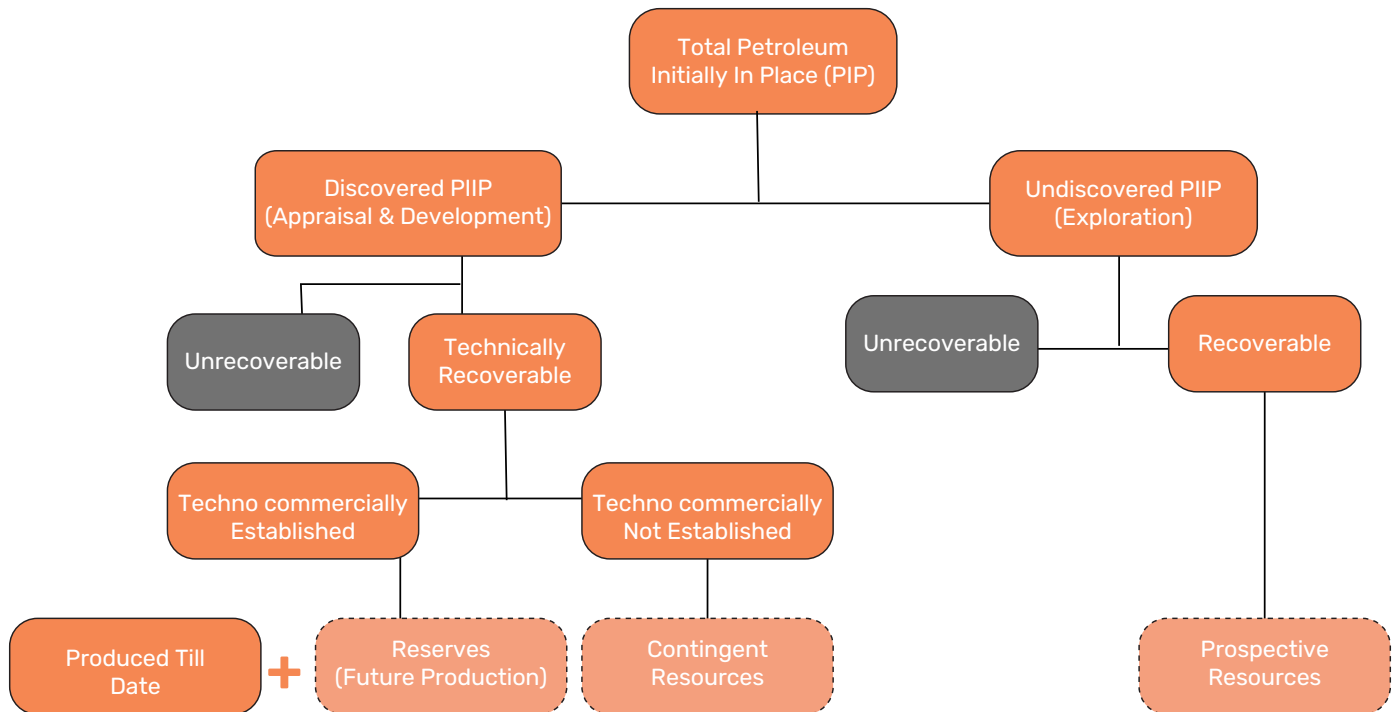 Total Petroleum
Initially In Place (PIP)
Discovered PIIP
(Appraisal & Development)
Undiscovered PIIP
(Exploration)
Unrecoverable
Technically
Recoverable
Unrecoverable
Recoverable
Techno commercially
Established
Techno commercially
Not Established
Produced Till
Date
+
Reserves
(Future Production)
Contingent
Resources
Prospective
Resources